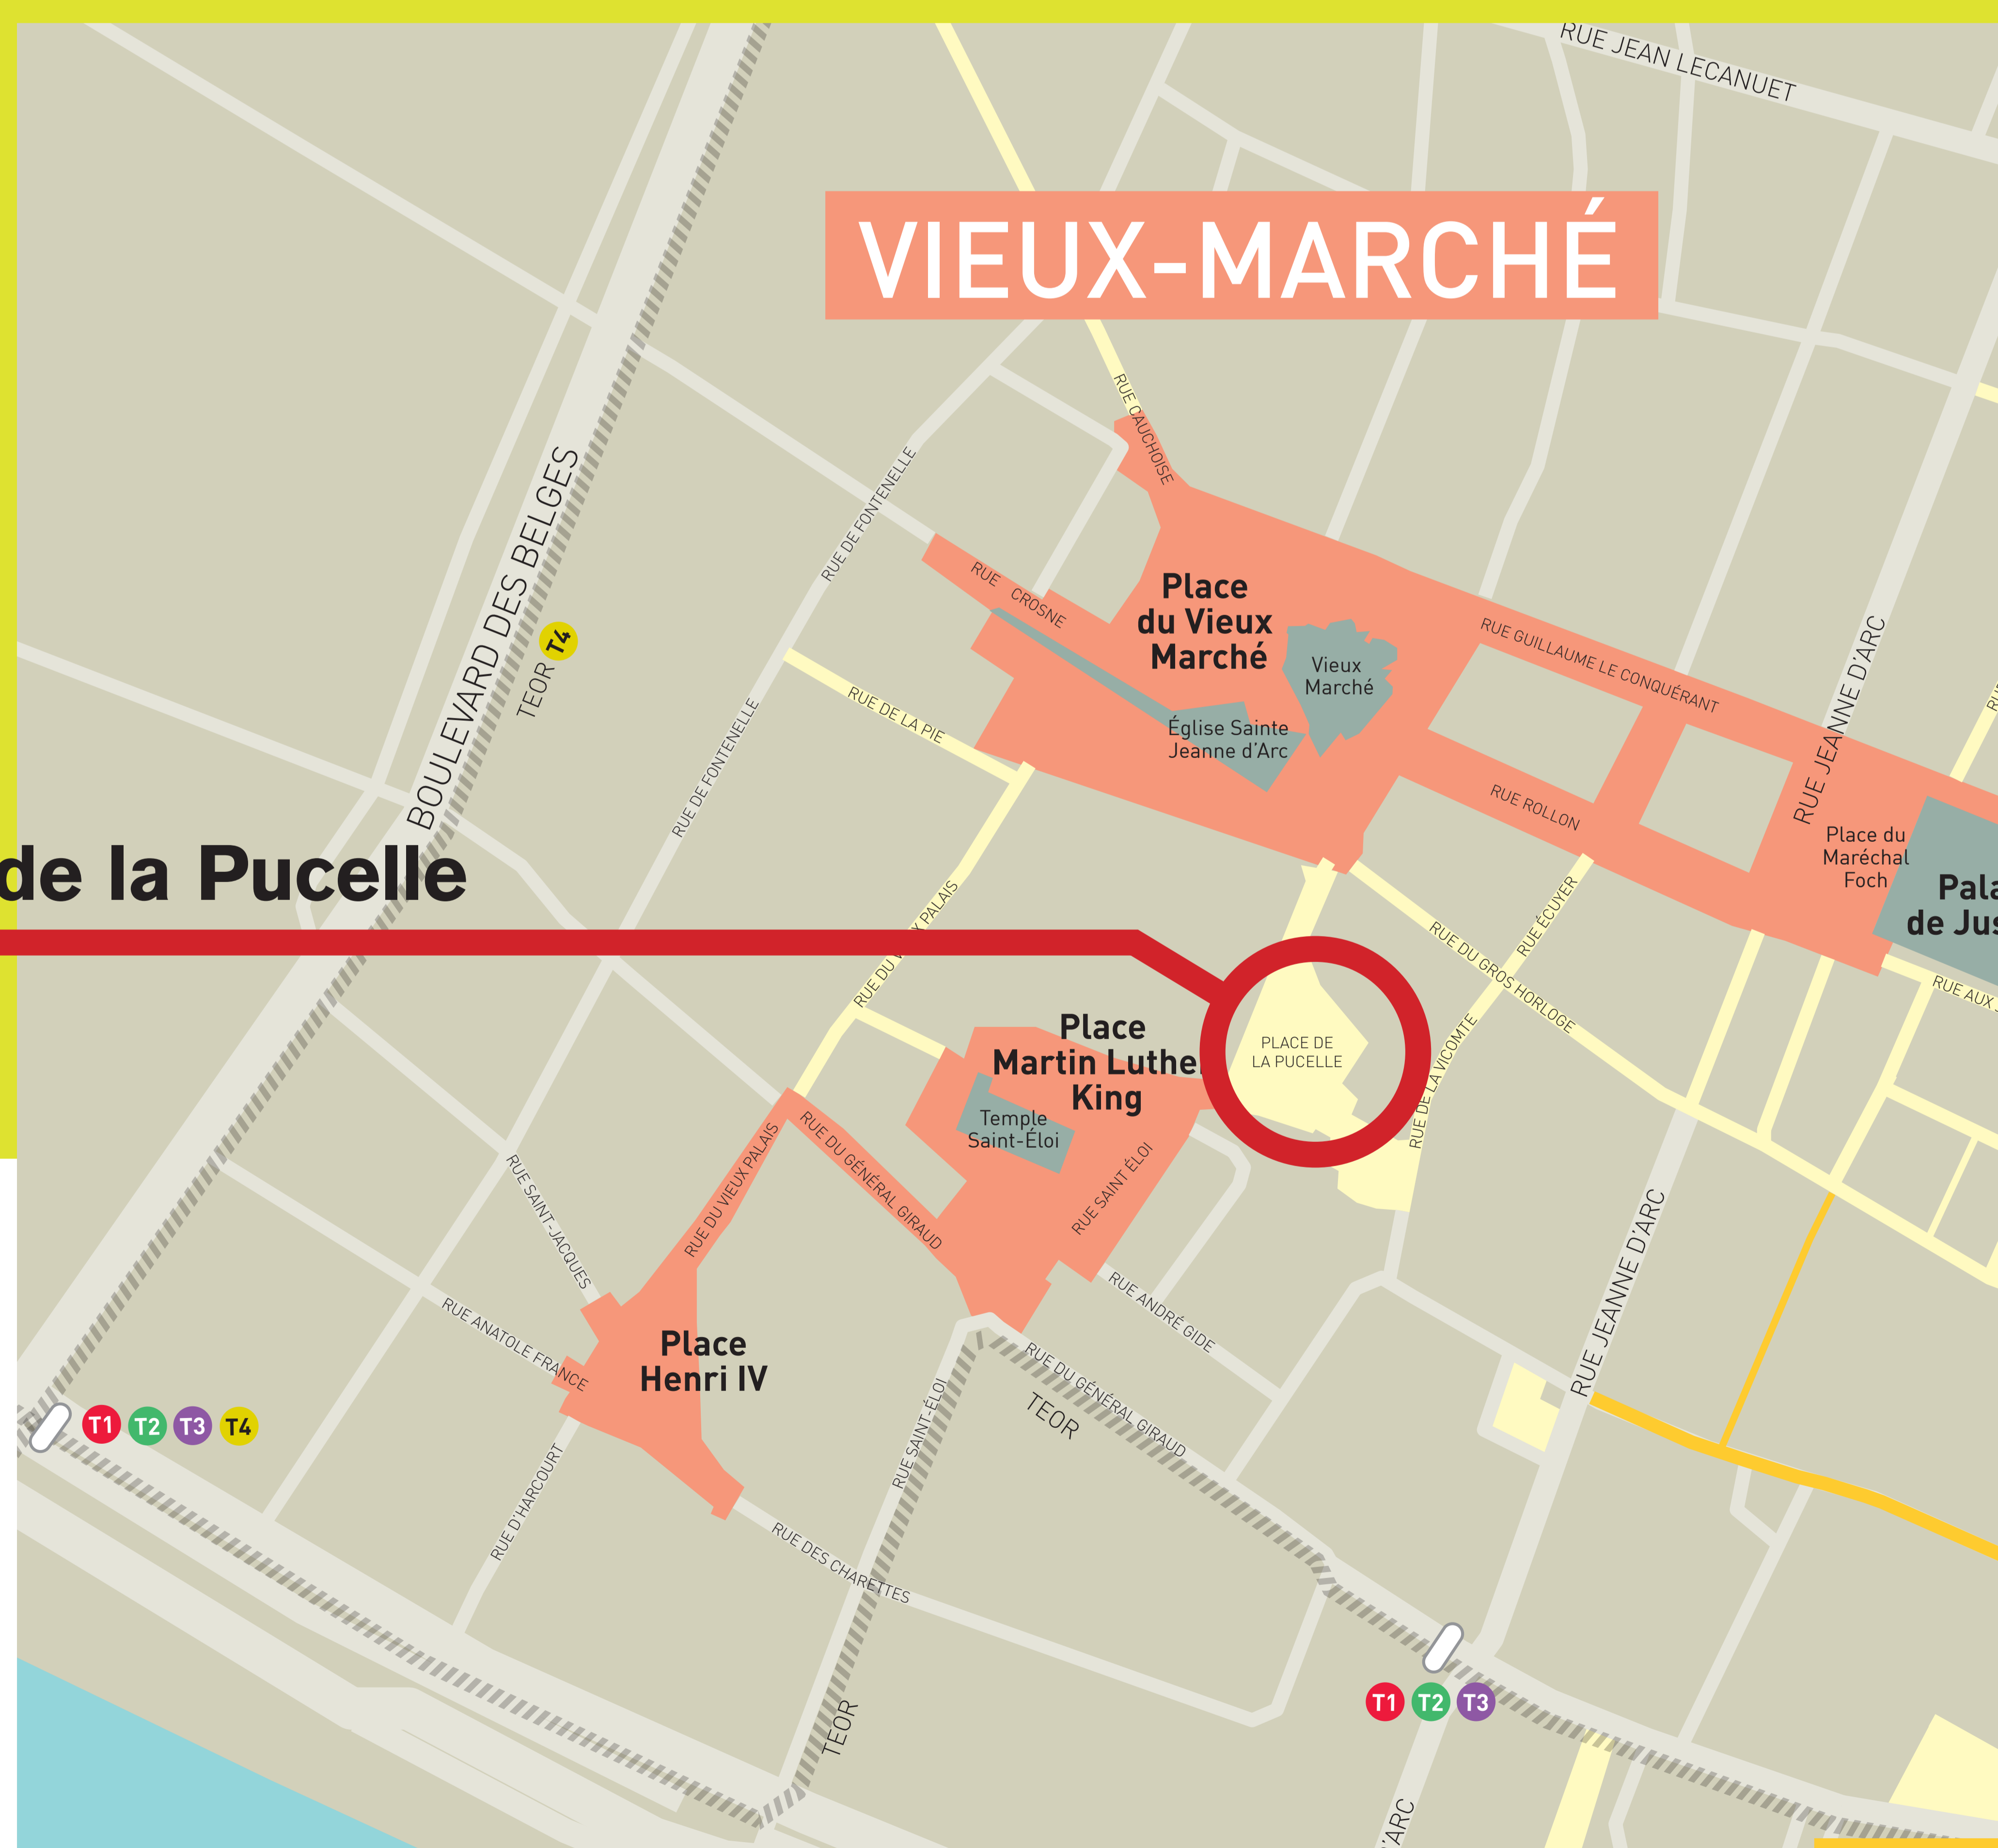 RUE JEAN LECANUET
VIEUX-MARCHÉ
RUE CAUCHOISE
RUE DE FONTENELLE
BOULEVARD DES BELGES
TEOR T4
RUE CROSNE
Place
du Vieux
Marché
Vieux
Marché
Église Sainte
Jeanne d'Arc
RUE GUILLAUME LE CONQUÉRANT
RUE JEANNE D'ARC
RUE DE LA PIE
RUE DE FONTENELLE
RUE ROLLON
Place du
Maréchal
Foch
de la Pucelle
RUE DU PALAIS
RUE ÉCUYER
RUE DU GROS HORLOGE
RUE AUX
Place
Martin Luther
King
PLACE DE
LA PUCELLE
RUE DE LA VICOMTE
Temple
Saint-Éloi
RUE DU VIEUX PALAIS
RUE DU GÉNÉRAL GIRAUD
RUE SAINT ÉLOI
RUE SAINT-JACQUES
RUE ANATOLE FRANCE
Place
Henri IV
RUE ANDRÉ GIDE
RUE JEANNE D'ARC
RUE DU GÉNÉRAL GIRAUD
TEOR
RUE SAINT-ÉLOI
T1 T2 T3 T4
RUE D'HARCOURT
RUE DES CHARETTES
TEOR
T1 T2 T3
D'ARC